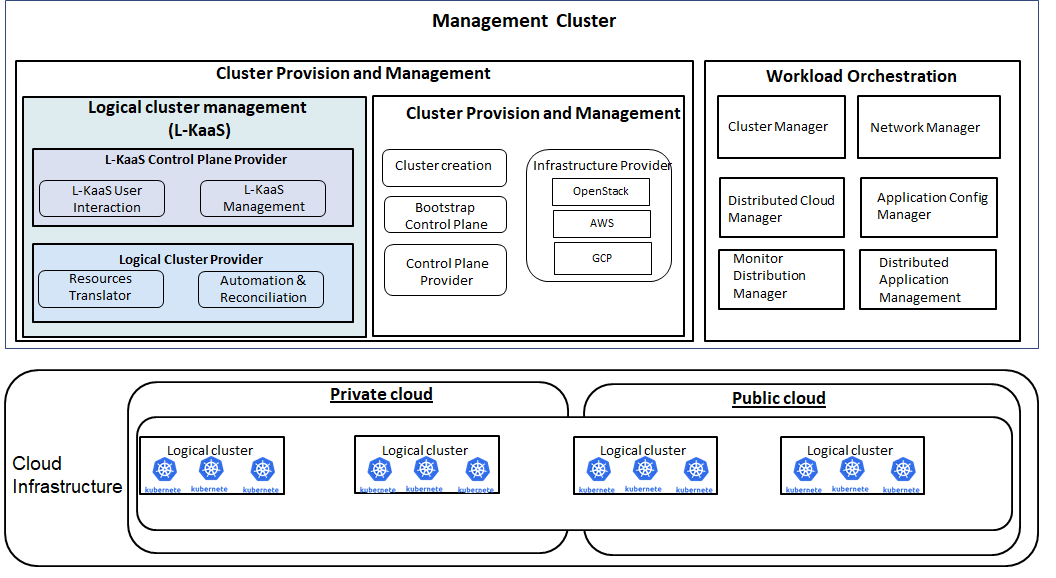 Management Cluster
Cluster Provision and Management
Logical cluster management
(L-KaaS)
L-KaaS Control Plane Provider
L-KaaS User
Interaction
L-KaaS
Management
Logical Cluster Provider
Resources
Translator
Automation &
Reconciliation
Cluster Provision and Management
Cluster creation
Bootstrap
Control Plane
Control Plane
Provider
Infrastructure Provider
OpenStack
AWS
GCP
Workload Orchestration
Cluster Manager
Network Manager
Distributed Cloud
Manager
Application Config
Manager
Monitor
Distribution
Manager
Distributed
Application
Management
Cloud
Infrastructure
Private cloud
Public cloud
Logical cluster
kubernete
kubernete
kubernete
Logical cluster
kubernete
kubernete
kubernete
Logical cluster
kubernete
kubernete
kubernete
Logical cluster
kubernete
kubernete
kubernete